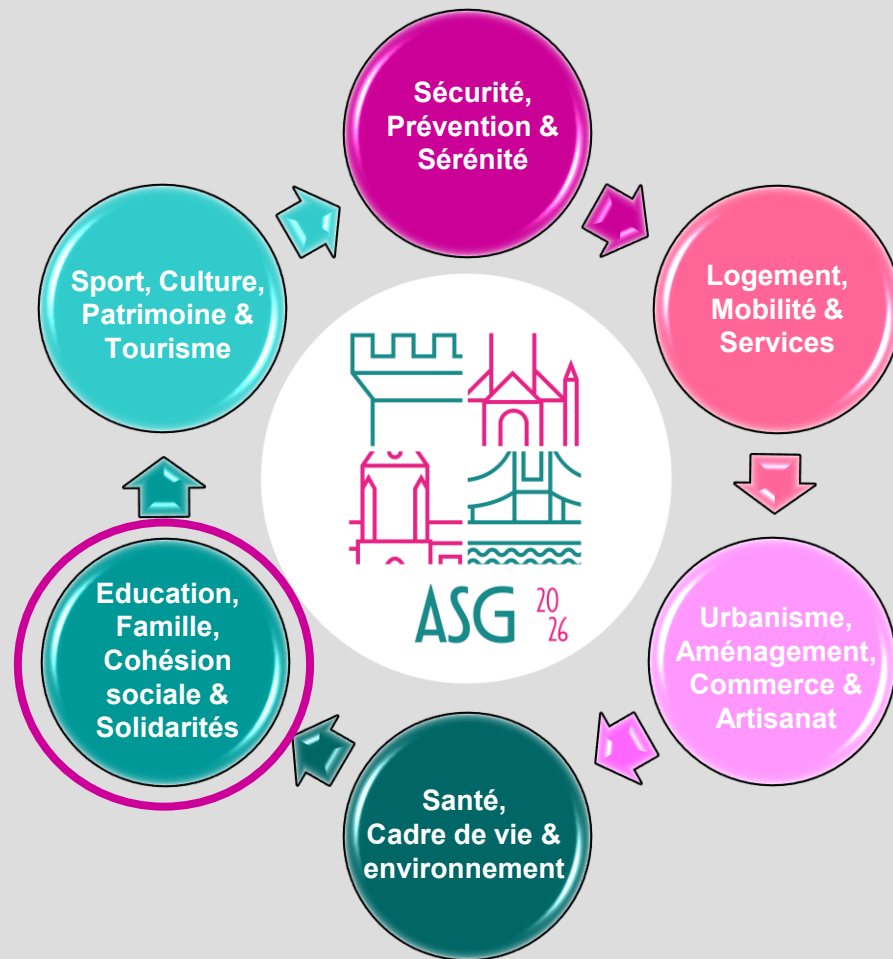 Sécurité,
Prévention &
Sérénité
Logement,
Mobilité &
Services
Urbanisme,
Aménagement,
Commerce &
Artisanat
Santé,
Cadre de vie &
environnement
Education,
Famille,
Cohésion
sociale &
Solidarités
Sport, Culture,
Patrimoine &
Tourisme
ASG 20
26